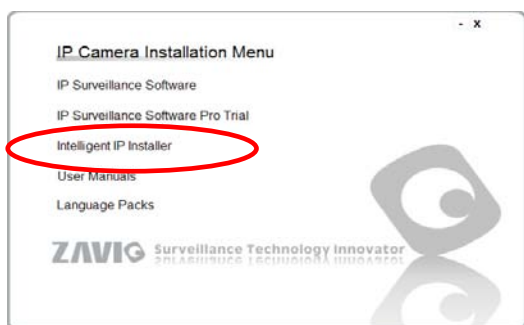 - x
IP Camera Installation Menu
IP Surveillance Software
IP Surveillance Software Pro Trial
Intelligent IP Installer
User Manuals
Language Packs
ZAVIO Surveillance Technology Innovator